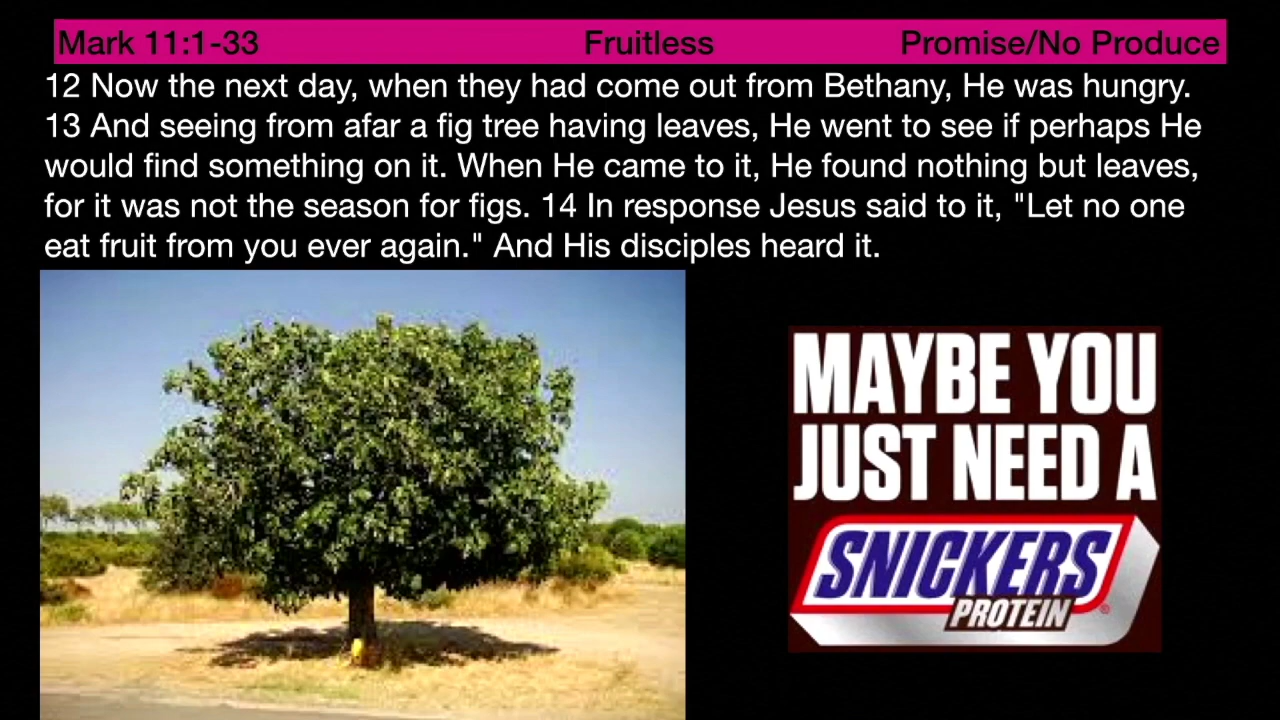 Mark 11:1-33 Fruitless Promise/No Produce
12 Now the next day, when they had come out from Bethany, He was hungry.
13 And seeing from afar a fig tree having leaves, He went to see if perhaps He
would find something on it. When He came to it, He found nothing but leaves,
for it was not the season for figs. 14 In response Jesus said to it, "Let no one
eat fruit from you ever again." And His disciples heard it.
MAYBE YOU
JUST NEED A
SNICKERS
PROTEIN
®